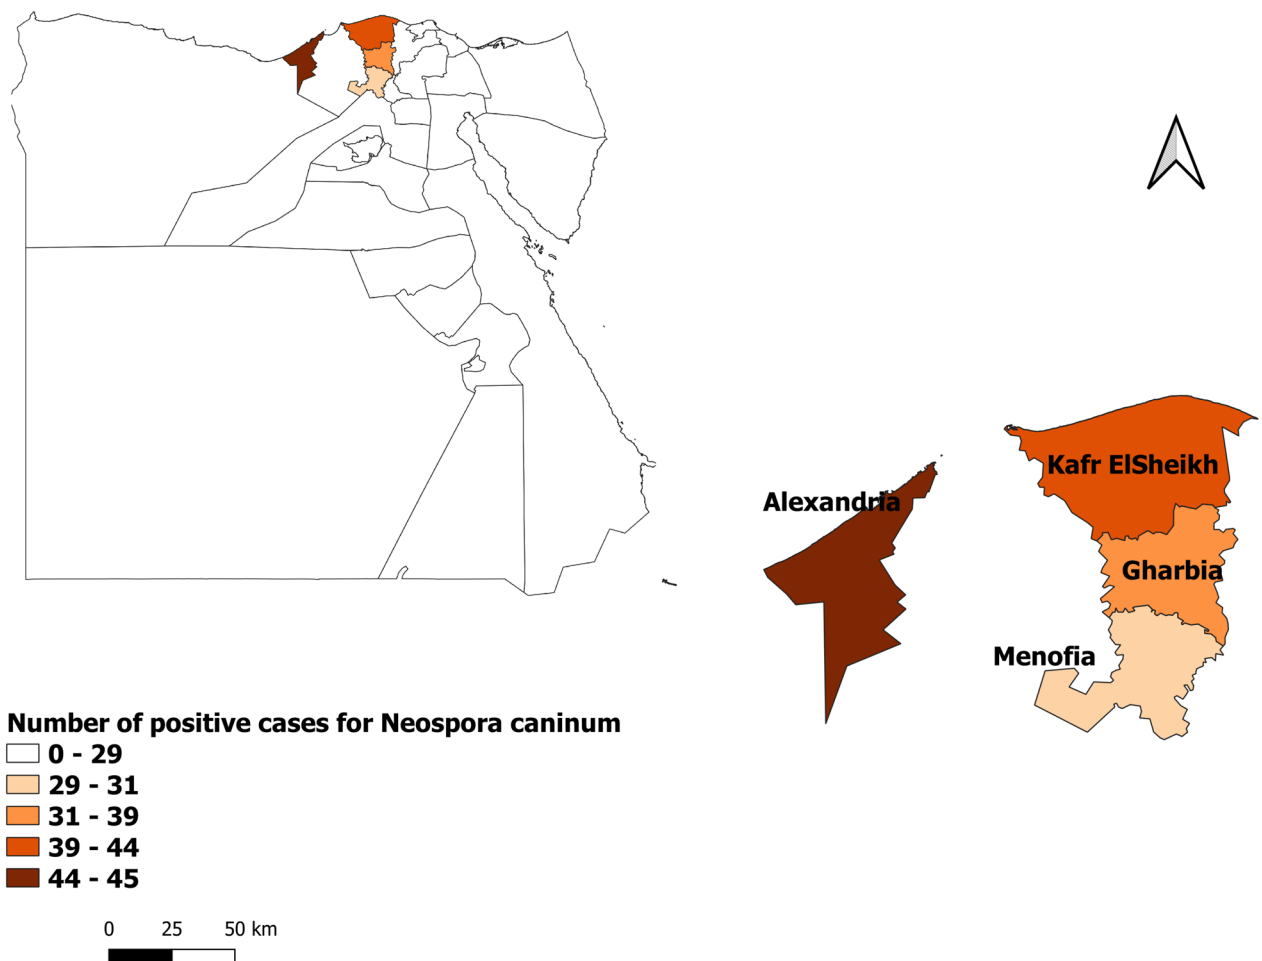 Kafr ElSheikh
Alexandria
Gharbia
Menofia
Number of positive cases for Neospora caninum
0 - 29
29 - 31
31 - 39
39 - 44
44 - 45
0 25 50 km